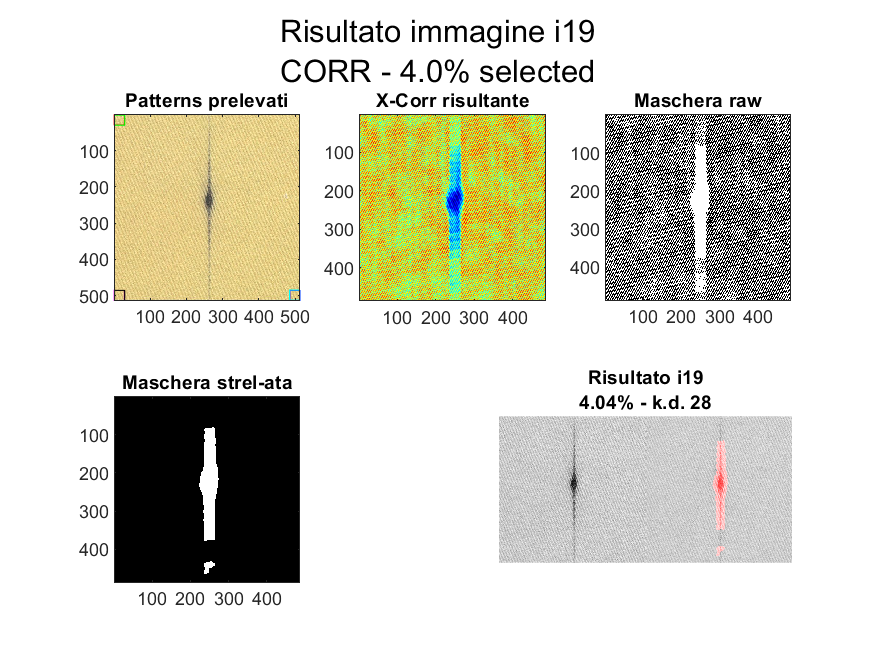 Risultato immagine i19
CORR - 4.0% selected
Patterns prelevati
100
200
300
400
500
100 200 300 400 500
X-Corr risultante
100
200
300
400
100 200 300 400
Maschera raw
100
200
300
400
100 200 300 400
Maschera strel-ata
100
200
300
400
100 200 300 400
Risultato i19
4.04% - k.d. 28